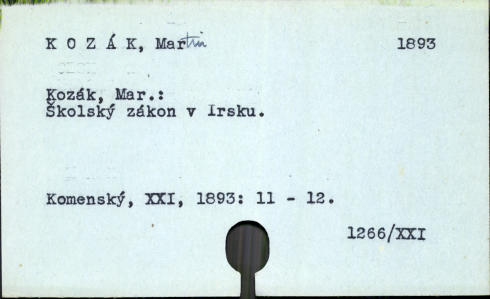 K O Z Á K, Martin 1893
Kozák, Mar.:
Školský zákon v Irsku.
Komenský, XXI, 1893: 11 - 12.
1266/XXI